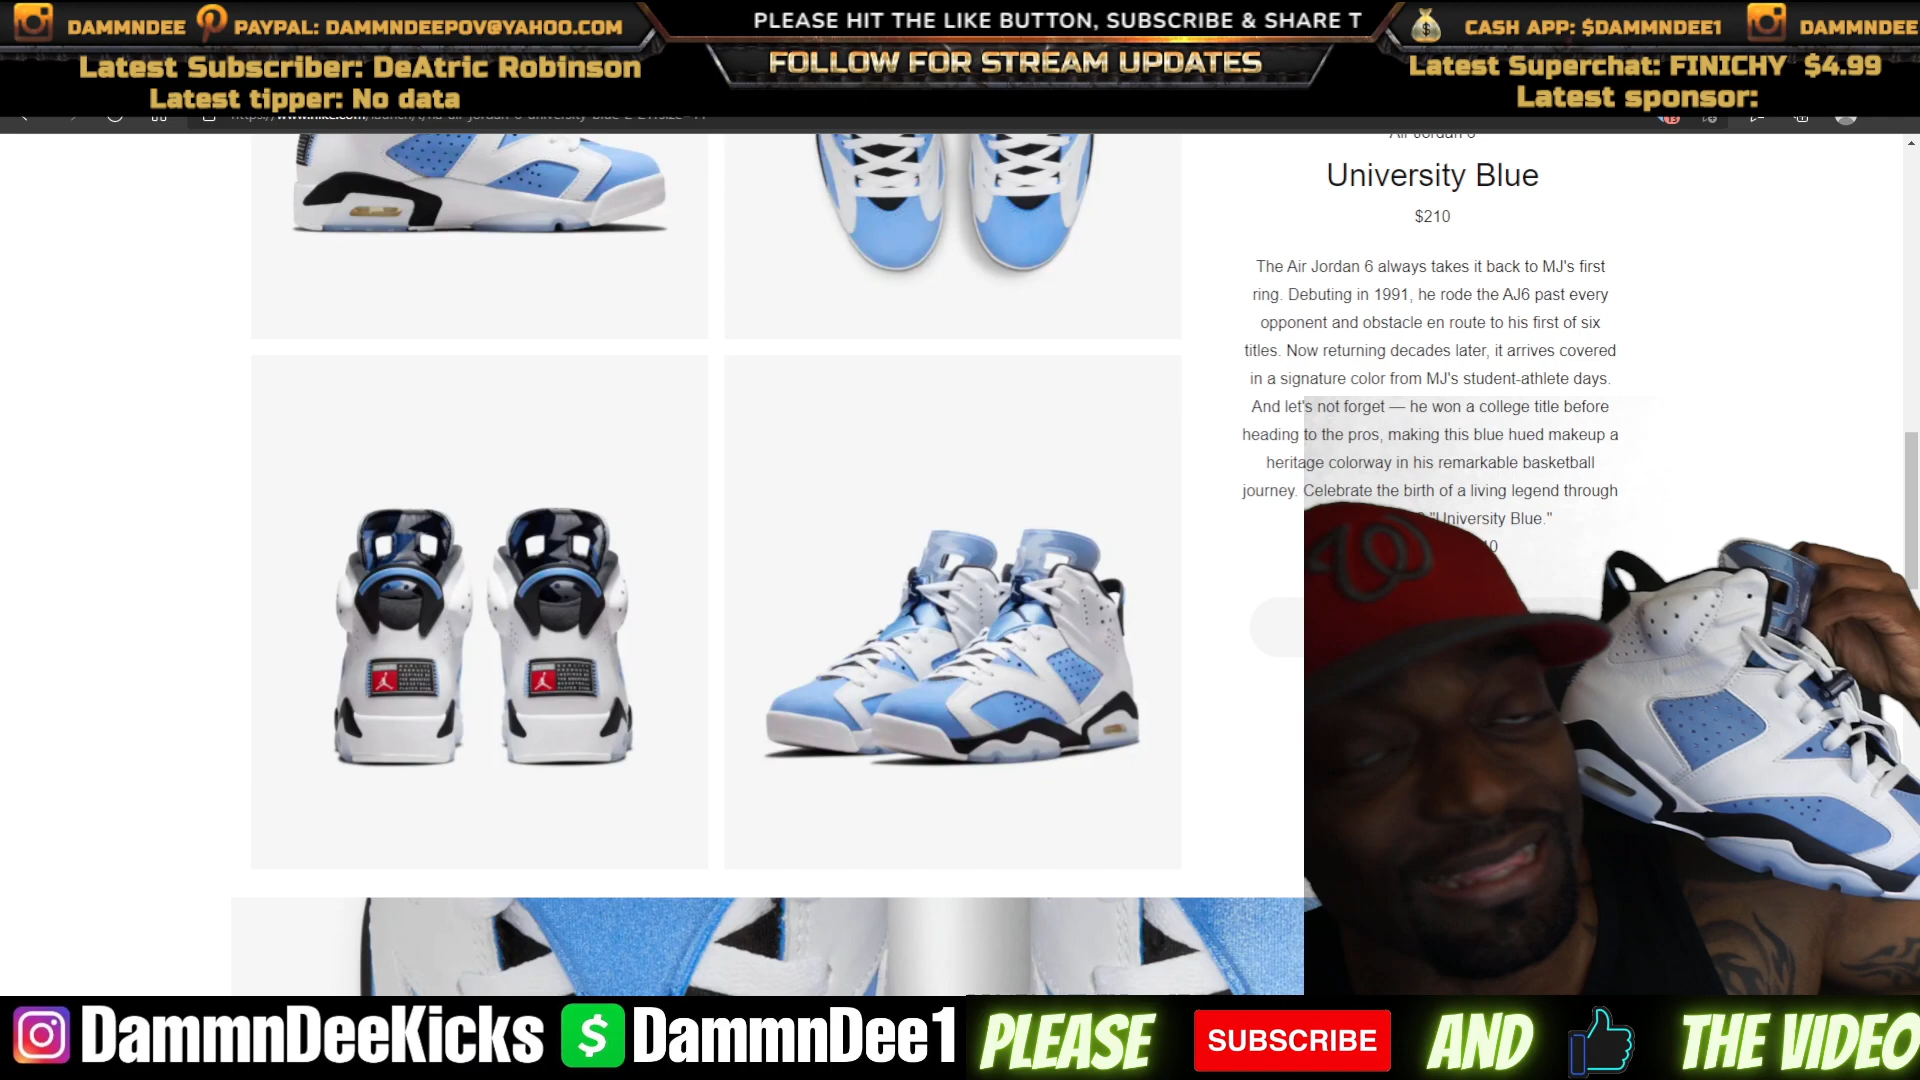 DAMMNDEE
PAYPAL: DAMMNDEEPOV@YAHOO.COM
PLEASE HIT THE LIKE BUTTON, SUBSCRIBE & SHARE T
CASH APP: $DAMMNDEE1
DAMMNDEE
Latest Subscriber: DeAtric Robinson
FOLLOW FOR STREAM UPDATES
Latest Superchat: FINICHY $4.99
Latest tipper: No data
Latest sponsor:
Air Jordan 6
University Blue
$210
The Air Jordan 6 always takes it back to MJ's first
ring. Debuting in 1991, he rode the AJ6 past every
opponent and obstacle en route to his first of six
titles. Now returning decades later, it arrives covered
in a signature color from MJ's student-athlete days.
And let's not forget — he won a college title before
heading to the pros, making this blue hued makeup a
heritage colorway in his remarkable basketball
journey. Celebrate the birth of a living legend through
"University Blue."
DammnDeeKicks
$ DammnDee1
PLEASE
SUBSCRIBE
AND
THE VIDEO